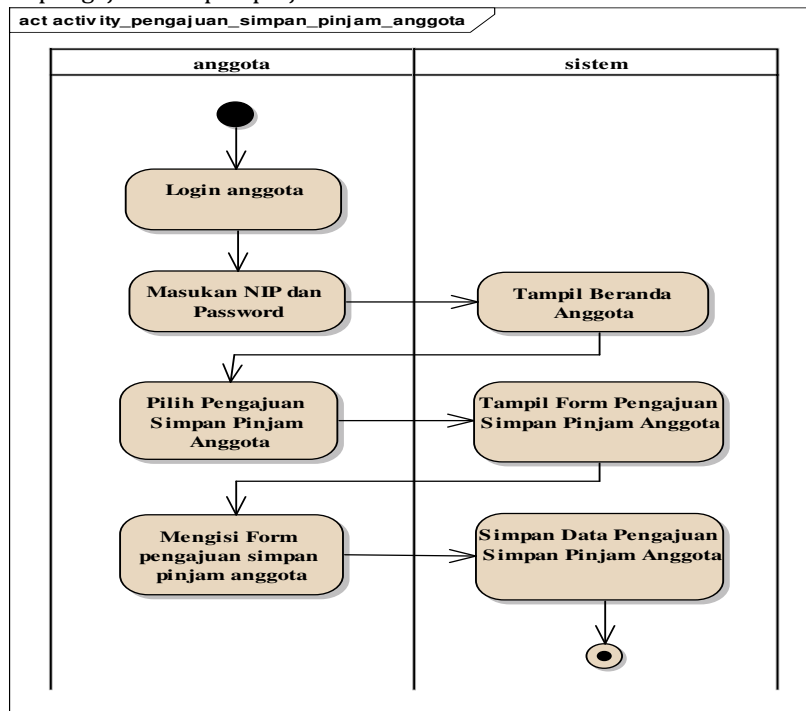 act activity_pengajuan_simpan_pinjam_anggota
anggota
sistem
Login anggota
Masukan NIP dan
Password
Tampil Beranda
Anggota
Pilih Pengajuan
Simpan Pinjam
Anggota
Tampil Form Pengajuan
Simpan Pinjam Anggota
Mengisi Form
pengajuan simpan
pinjam anggota
Simpan Data Pengajuan
Simpan Pinjam Anggota